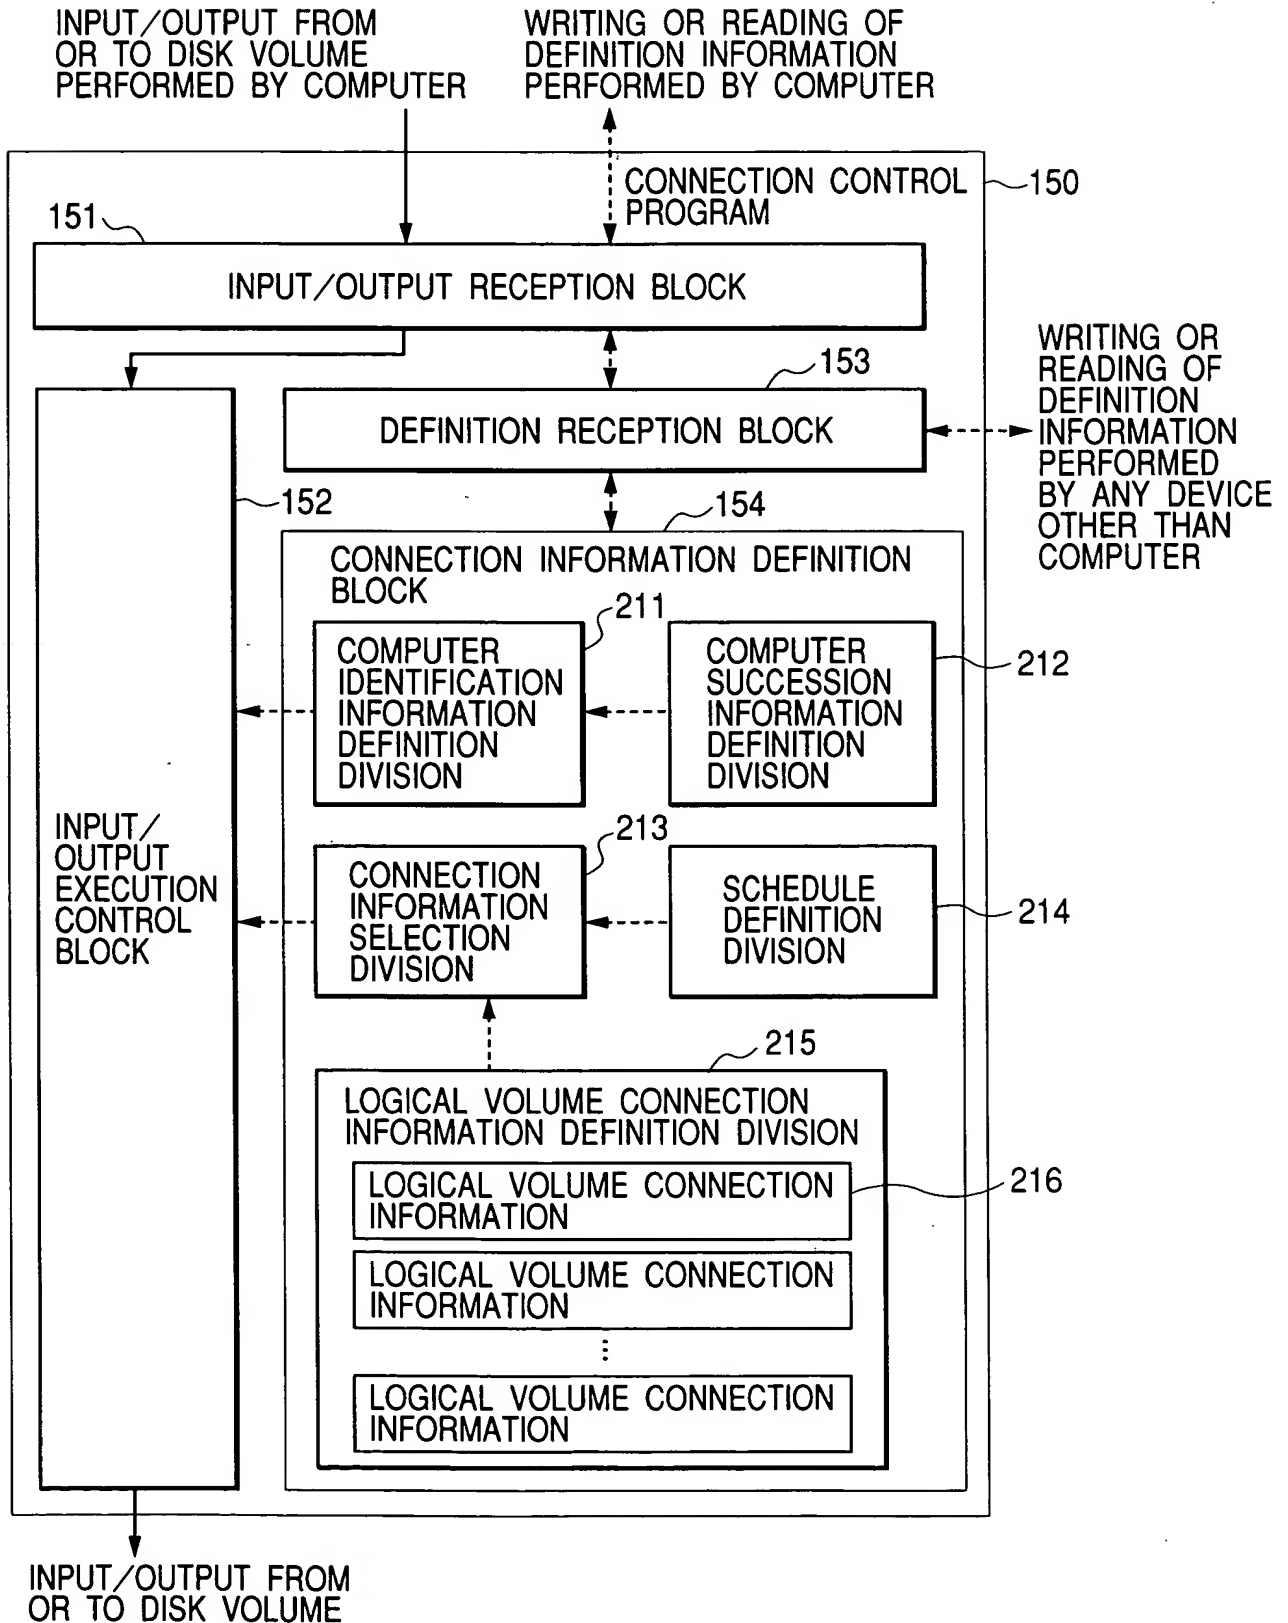 INPUT/OUTPUT FROM
OR TO DISK VOLUME
PERFORMED BY COMPUTER
WRITING OR READING OF
DEFINITION INFORMATION
PERFORMED BY COMPUTER
CONNECTION CONTROL
PROGRAM
150
151
INPUT/OUTPUT RECEPTION BLOCK
153
DEFINITION RECEPTION BLOCK
WRITING OR
READING OF
DEFINITION
INFORMATION
PERFORMED
BY ANY DEVICE
OTHER THAN
COMPUTER
152
INPUT/
OUTPUT
EXECUTION
CONTROL
BLOCK
154
CONNECTION INFORMATION DEFINITION
BLOCK
211
COMPUTER
IDENTIFICATION
INFORMATION
DEFINITION
DIVISION
COMPUTER
SUCCESSION
INFORMATION
DEFINITION
DIVISION
212
213
CONNECTION
INFORMATION
SELECTION
DIVISION
SCHEDULE
DEFINITION
DIVISION
214
215
LOGICAL VOLUME CONNECTION
INFORMATION DEFINITION DIVISION
LOGICAL VOLUME CONNECTION
INFORMATION
216
LOGICAL VOLUME CONNECTION
INFORMATION
⋮
LOGICAL VOLUME CONNECTION
INFORMATION
INPUT/OUTPUT FROM
OR TO DISK VOLUME